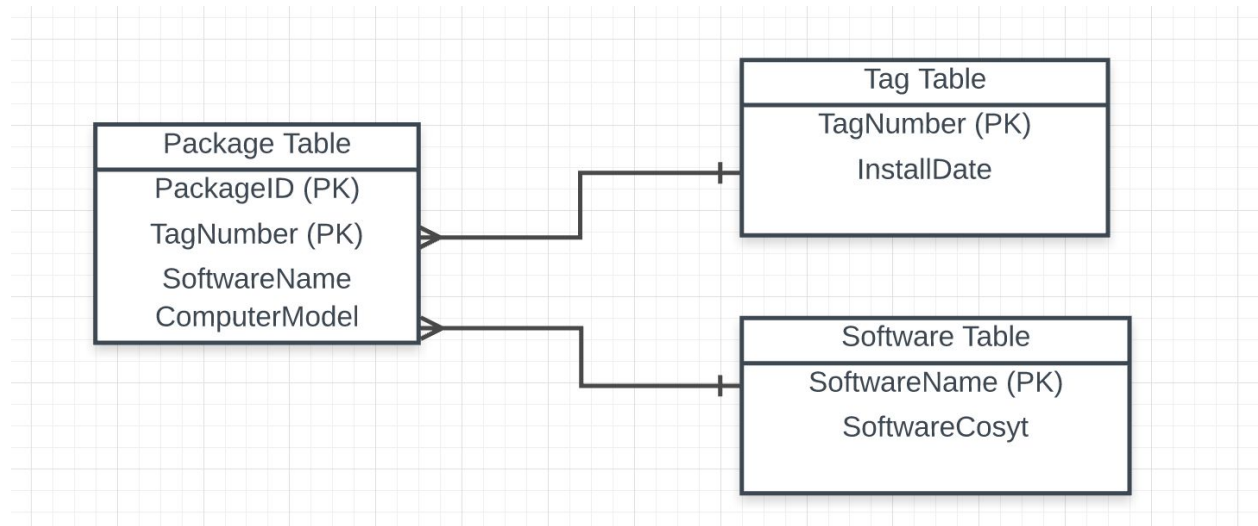 Package Table
PackageID (PK)
TagNumber (PK)
SoftwareName
ComputerModel
Tag Table
TagNumber (PK)
InstallDate
Software Table
SoftwareName (PK)
SoftwareCosyt